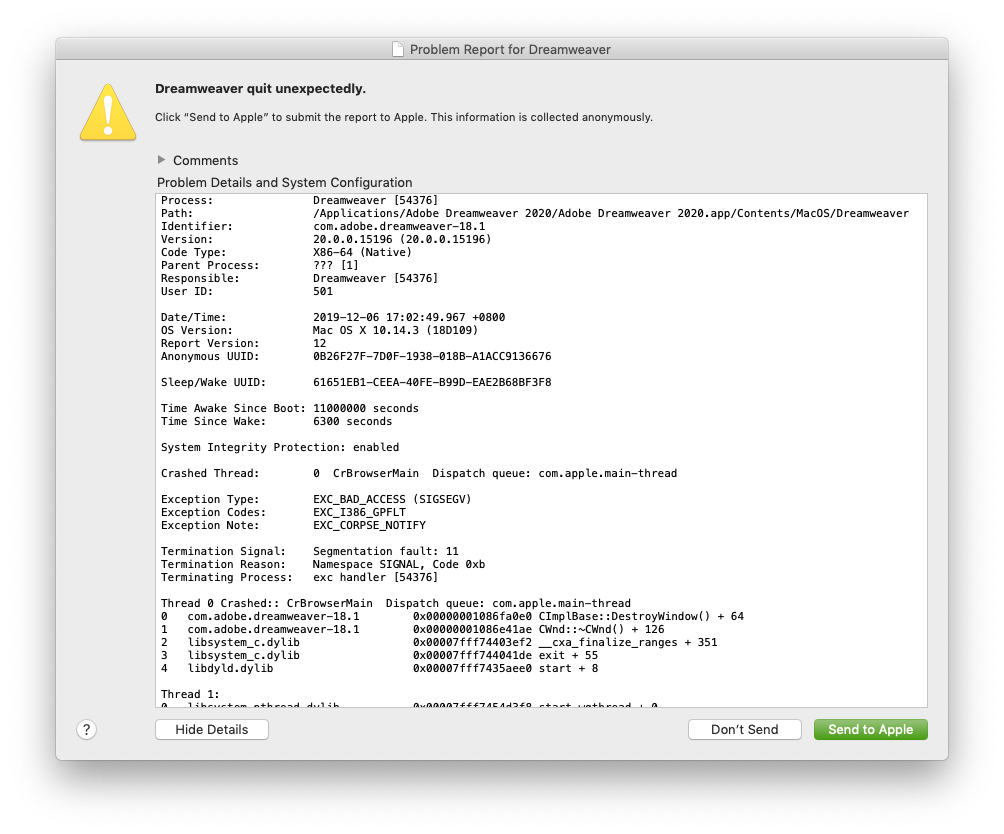 Problem Report for Dreamweaver
Dreamweaver quit unexpectedly.
Click “Send to Apple” to submit the report to Apple. This information is collected anonymously.
Comments
Problem Details and System Configuration
Process: Dreamweaver [54376]
Path: /Applications/Adobe Dreamweaver 2020/Adobe Dreamweaver 2020.app/Contents/MacOS/Dreamweaver
Identifier: com.adobe.dreamweaver-18.1
Version: 20.0.0.15196 (20.0.0.15196)
Code Type: X86-64 (Native)
Parent Process: ??? [1]
Responsible: Dreamweaver [54376]
User ID: 501
Date/Time: 2019-12-06 17:02:49.967 +0800
OS Version: Mac OS X 10.14.3 (18D109)
Report Version: 12
Anonymous UUID: 0B26F27F-7D0F-1938-018B-A1ACC9136676
Sleep/Wake UUID: 61651EB1-CEEA-40FE-B99D-EAE2B68BF3F8
Time Awake Since Boot: 11000000 seconds
Time Since Wake: 6300 seconds
System Integrity Protection: enabled
Crashed Thread: 0 CrBrowserMain Dispatch queue: com.apple.main-thread
Exception Type: EXC_BAD_ACCESS (SIGSEGV)
Exception Codes: EXC_I386_GPFLT
Exception Note: EXC_CORPSE_NOTIFY
Termination Signal: Segmentation fault: 11
Termination Reason: Namespace SIGNAL, Code 0xb
Terminating Process: exc handler [54376]
Thread 0 Crashed:: CrBrowserMain Dispatch queue: com.apple.main-thread
0 com.adobe.dreamweaver-18.1 0x00000001086fa0e0 CImplBase::DestroyWindow() + 64
1 com.adobe.dreamweaver-18.1 0x00000001086e41ae CWnd::~CWnd() + 126
2 libsystem_c.dylib 0x00007fff74403ef2 __cxa_finalize_ranges + 351
3 libsystem_c.dylib 0x00007fff744041de exit + 55
4 libdyld.dylib 0x00007fff7435aee0 start + 8
Thread 1:
? Hide Details Don’t Send Send to Apple